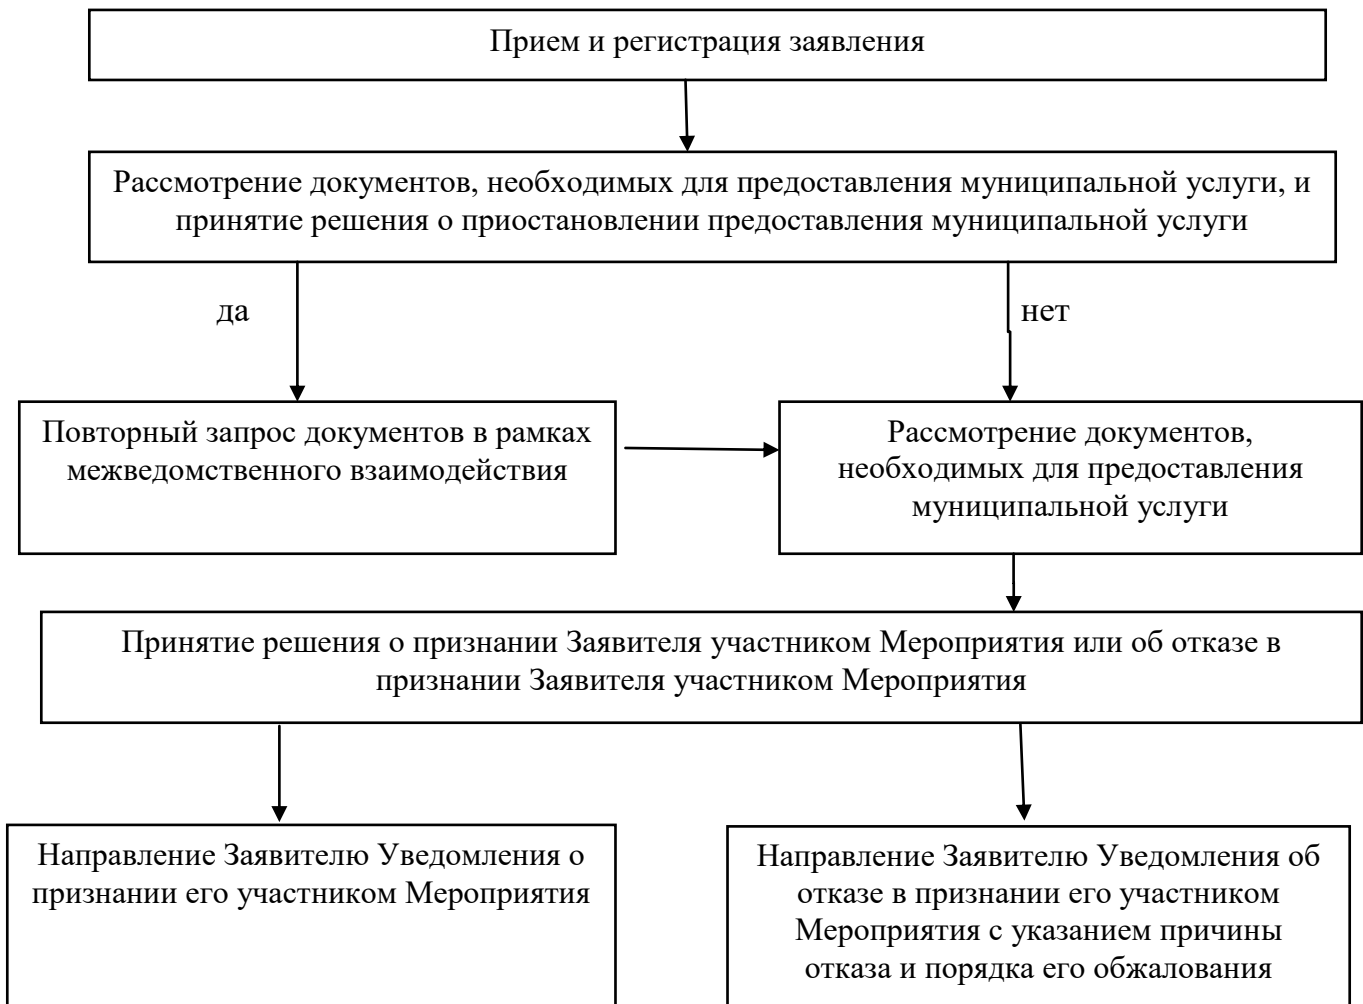 Прием и регистрация заявления
Рассмотрение документов, необходимых для предоставления муниципальной услуги, и
принятие решения о приостановлении предоставления муниципальной услуги
да
нет
Повторный запрос документов в рамках
межведомственного взаимодействия
Рассмотрение документов,
необходимых для предоставления
муниципальной услуги
Принятие решения о признании Заявителя участником Мероприятия или об отказе в
признании Заявителя участником Мероприятия
Направление Заявителю Уведомления о
признании его участником Мероприятия
Направление Заявителю Уведомления об
отказе в признании его участником
Мероприятия с указанием причины
отказа и порядка его обжалования